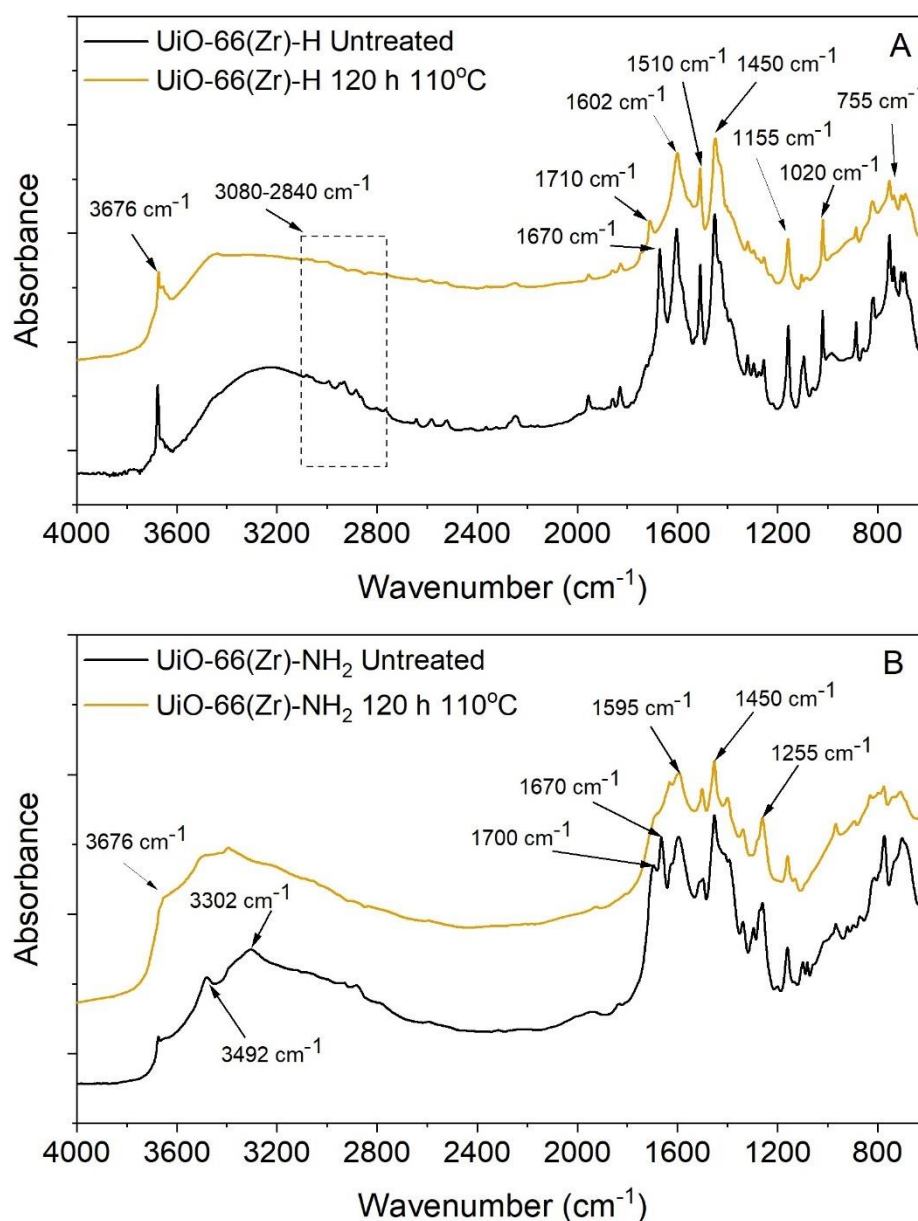 UiO-66(Zr)-H Untreated
UiO-66(Zr)-H 120 h 110°C
A
1510 cm⁻¹
1450 cm⁻¹
1602 cm⁻¹
1155 cm⁻¹
755 cm⁻¹
3080-2840 cm⁻¹
1710 cm⁻¹
1020 cm⁻¹
3676 cm⁻¹
1670 cm⁻¹
Absorbance
4000 3600 3200 2800 2400 2000 1600 1200 800
Wavenumber (cm⁻¹)
UiO-66(Zr)-NH₂ Untreated
UiO-66(Zr)-NH₂ 120 h 110°C
B
1595 cm⁻¹
1450 cm⁻¹
1670 cm⁻¹
1255 cm⁻¹
3676 cm⁻¹
1700 cm⁻¹
3302 cm⁻¹
3492 cm⁻¹
Absorbance
4000 3600 3200 2800 2400 2000 1600 1200 800
Wavenumber (cm⁻¹)